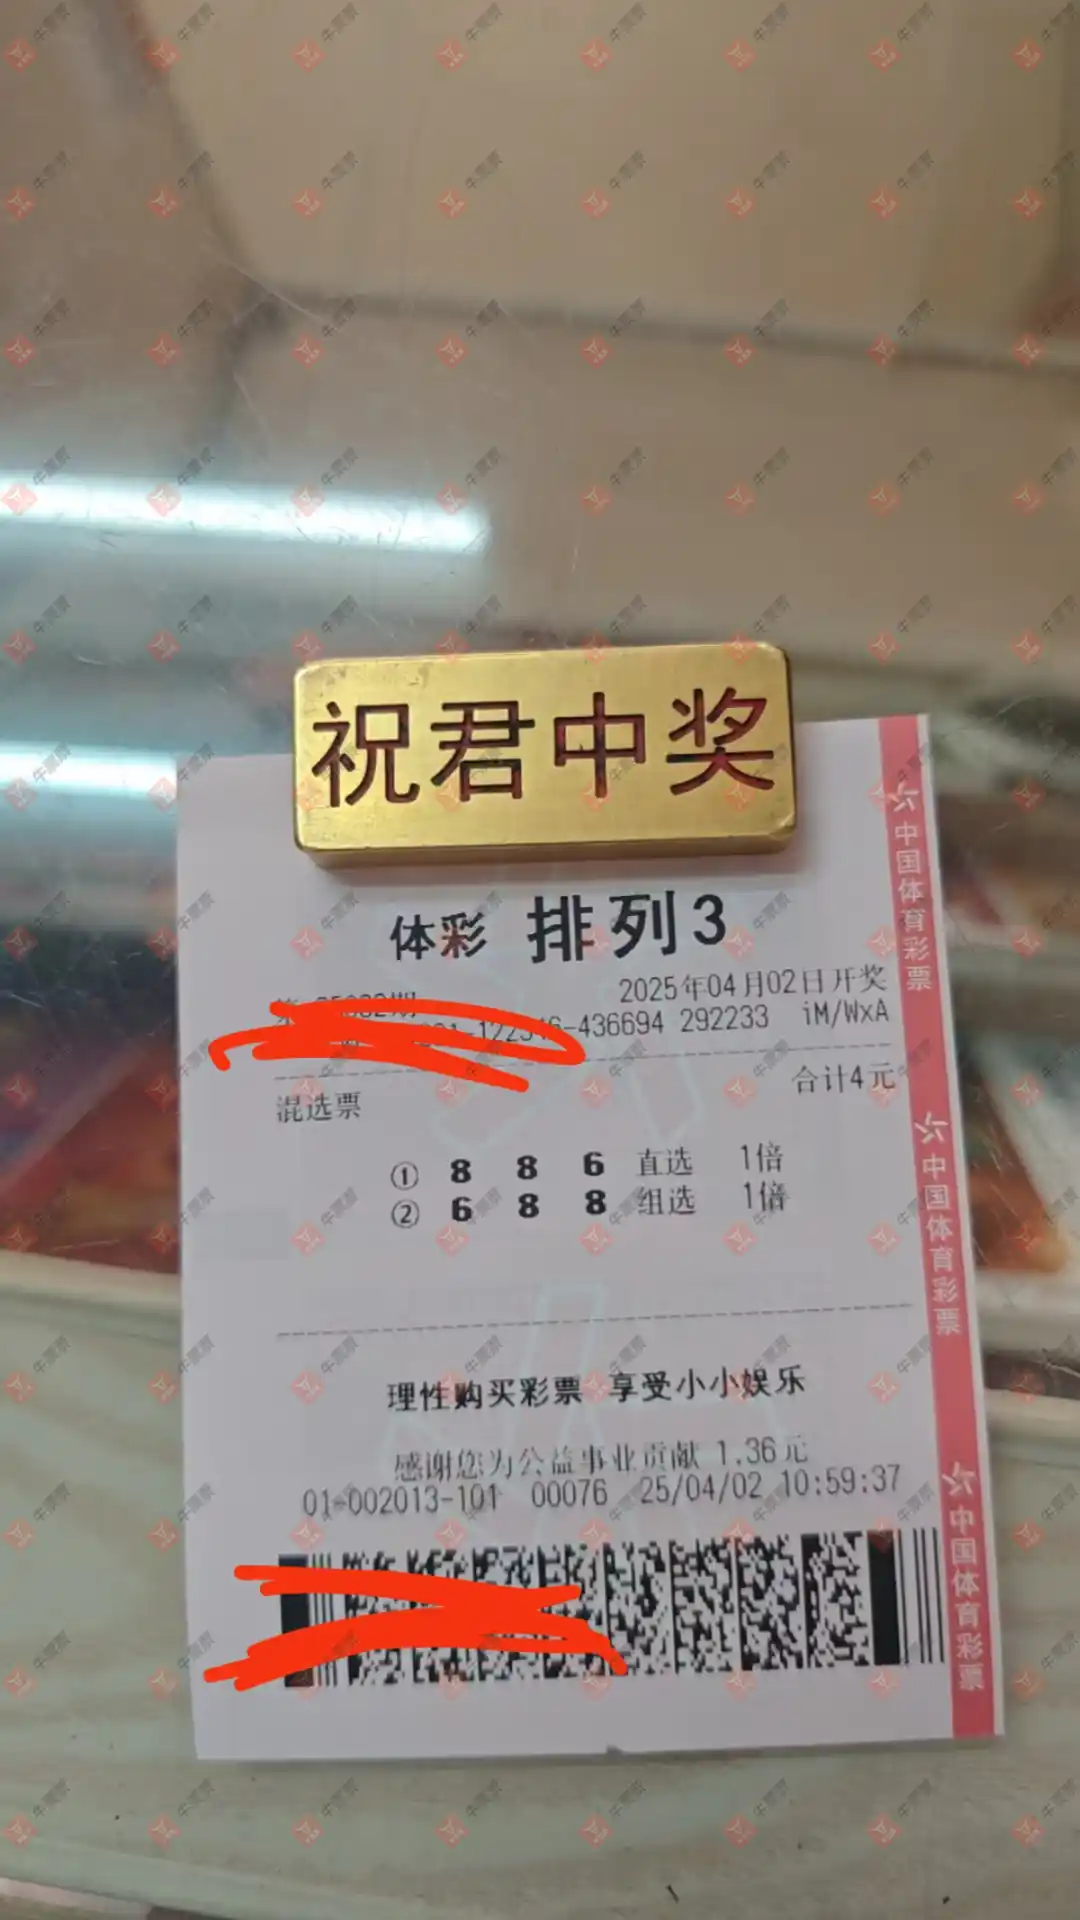 祝君中奖
体彩 排列3
2025年04月02日开奖
-436694 292233 iM/WxA
合计4元
混选票
① 8 8 6 直选 1倍
② 6 8 8 组选 1倍
理性购买彩票 享受小小娱乐
感谢您为公益事业贡献 1.36元
01-002013-101 00076 25/04/02 10:59:37
中国体育彩票
中国体育彩票
中国体育彩票
牛票票